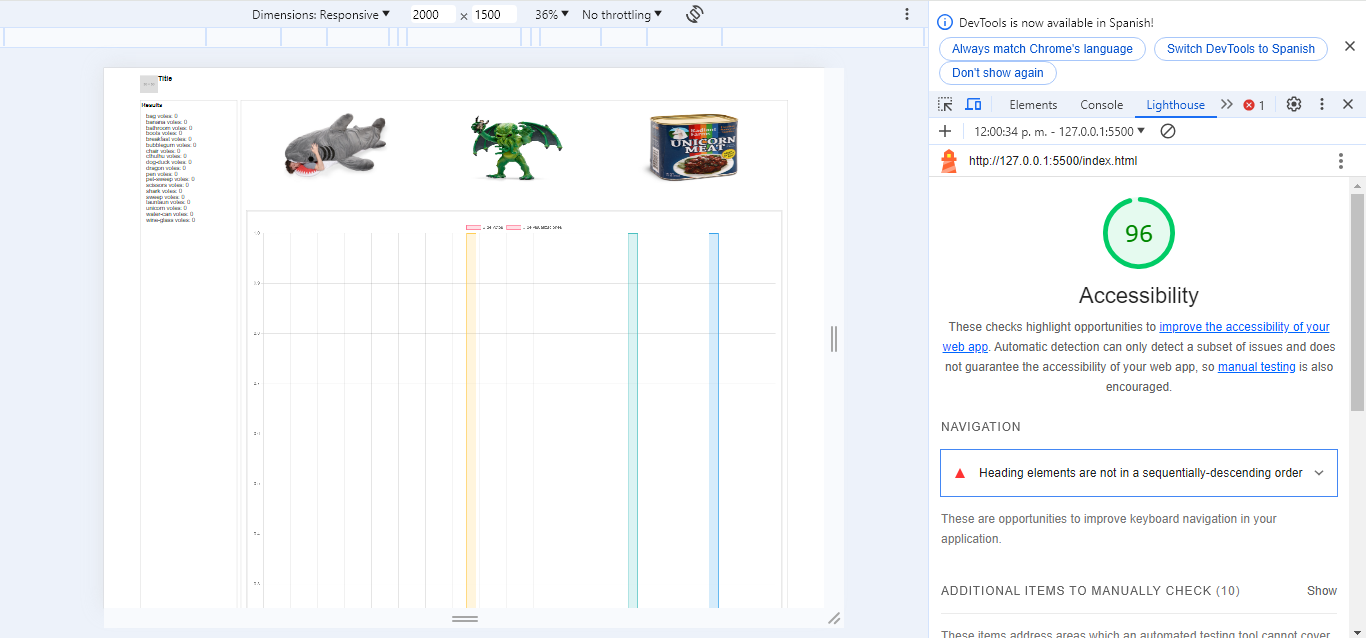 Dimensions: Responsive 2000 x 1500 36% No throttling
Title
Results
bag votes: 0
banana votes: 0
bathroom votes: 0
boots votes: 0
breakfast votes: 0
bubblegum votes: 0
chair votes: 0
cthulhu votes: 0
dog-duck votes: 0
dragon votes: 0
pen votes: 0
pet-sweep votes: 0
scissors votes: 0
shark votes: 0
sweep votes: 0
tauntaun votes: 0
unicorn votes: 0
water-can votes: 0
wine-glass votes: 0
Radiant
Farms
UNICORN
MEAT
DevTools is now available in Spanish!
Always match Chrome's language
Switch DevTools to Spanish
Don't show again
Elements Console Lighthouse 1
12:00:34 p. m. - 127.0.0.1:5500
http://127.0.0.1:5500/index.html
96
Accessibility
These checks highlight opportunities to improve the accessibility of your
web app. Automatic detection can only detect a subset of issues and does
not guarantee the accessibility of your web app, so manual testing is also
encouraged.
NAVIGATION
Heading elements are not in a sequentially-descending order
These are opportunities to improve keyboard navigation in your
application.
ADDITIONAL ITEMS TO MANUALLY CHECK (10) Show
These items address areas which an automated testing tool cannot cover.